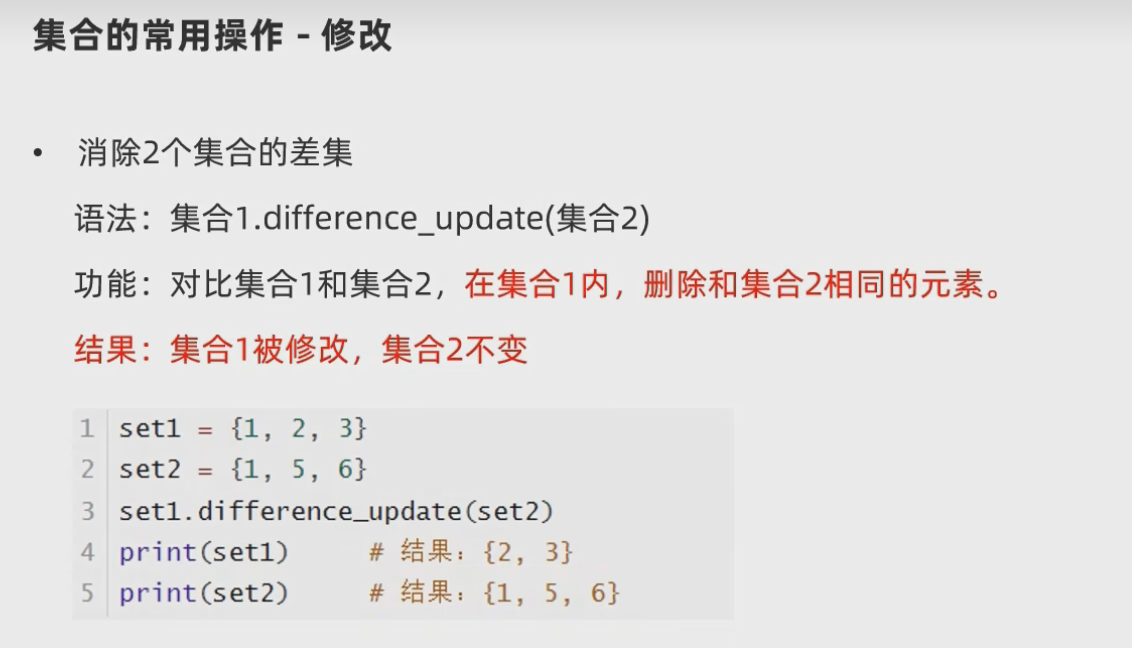 集合的常用操作 - 修改
• 消除2个集合的差集
语法：集合1.difference_update(集合2)
功能：对比集合1和集合2，在集合1内，删除和集合2相同的元素。
结果：集合1被修改，集合2不变
1 set1 = {1, 2, 3}
2 set2 = {1, 5, 6}
3 set1.difference_update(set2)
4 print(set1) # 结果：{2, 3}
5 print(set2) # 结果：{1, 5, 6}